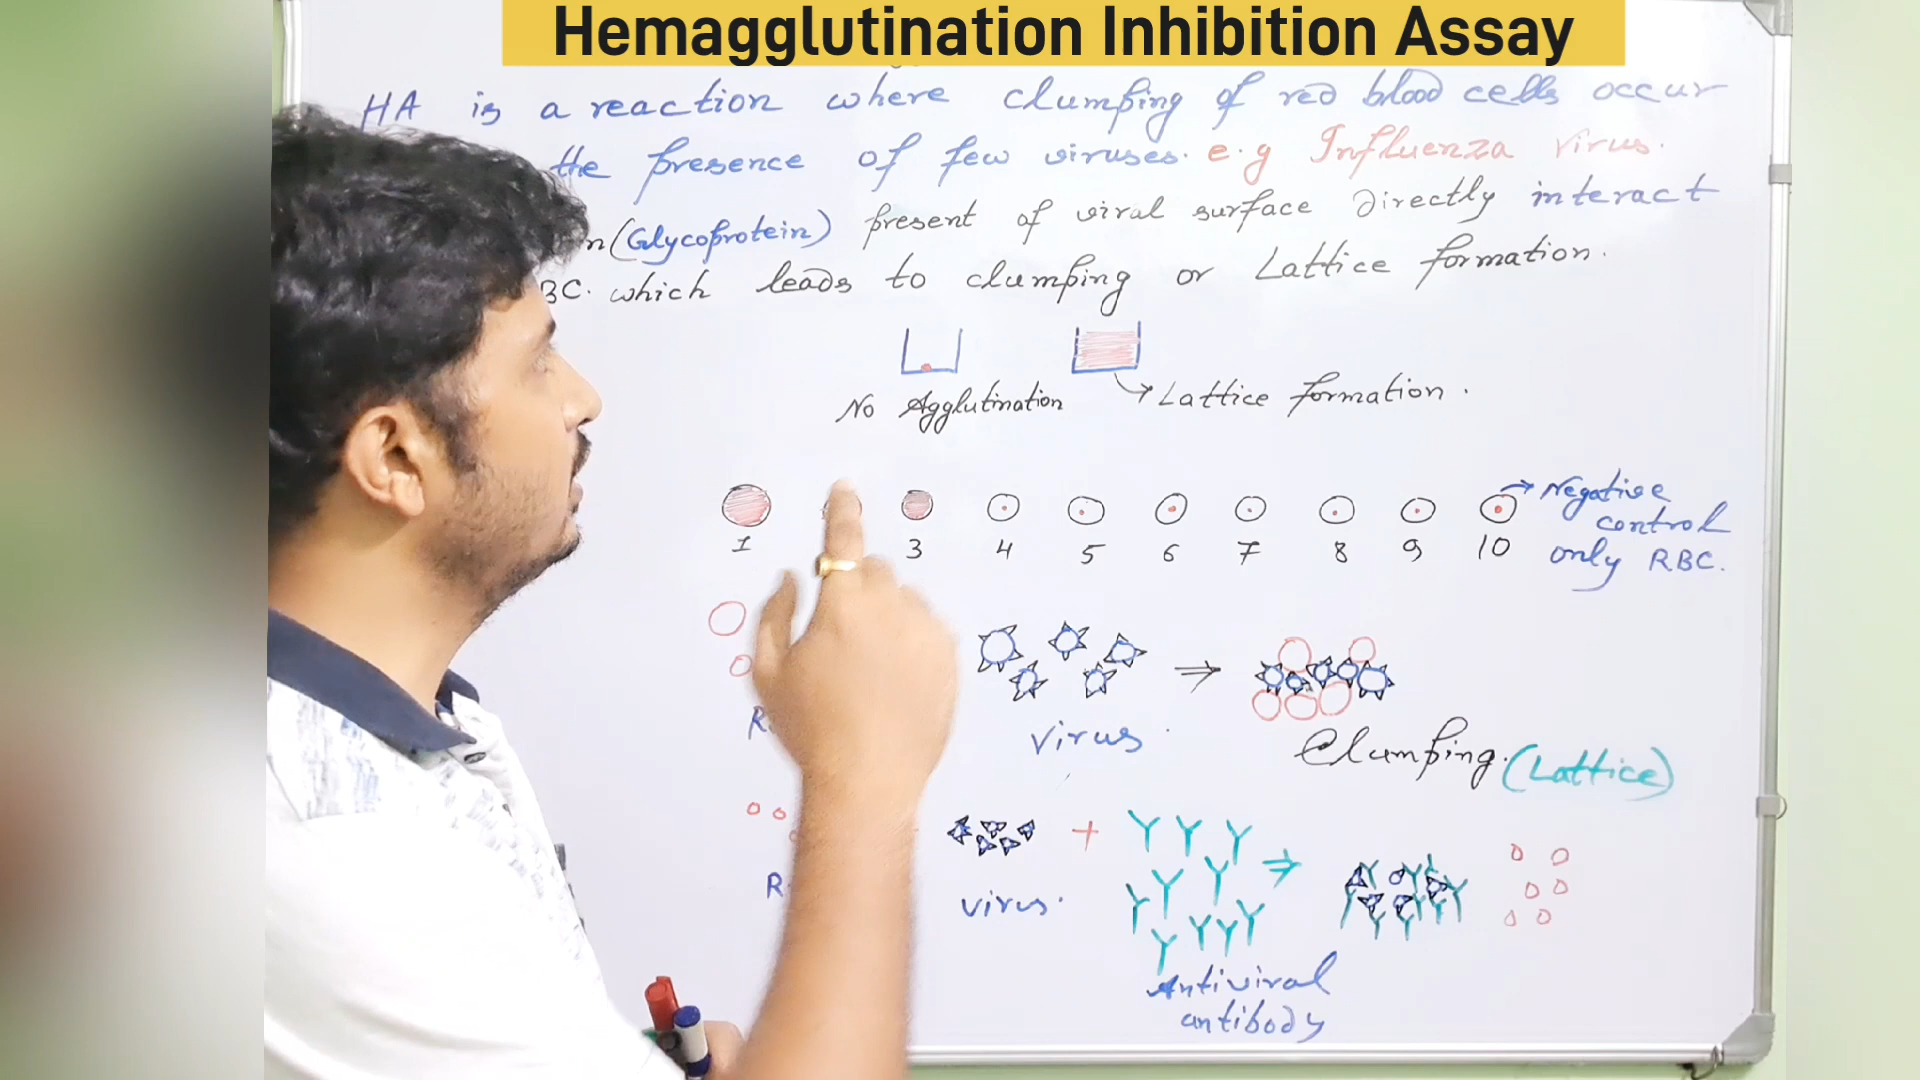 Hemagglutination Inhibition Assay
HA is a reaction where clumping of red blood cells occur
the presence of few viruses. e.g Influenza virus.
n (Glycoprotein) present of viral surface directly interact
BC. which leads to clumping or Lattice formation.
No Agglutination
Lattice formation.
Negative
control
only RBC.
1 3 4 5 6 7 8 9 10
virus
Clumping. (Lattice)
+
R
virus.
Antiviral
antibody